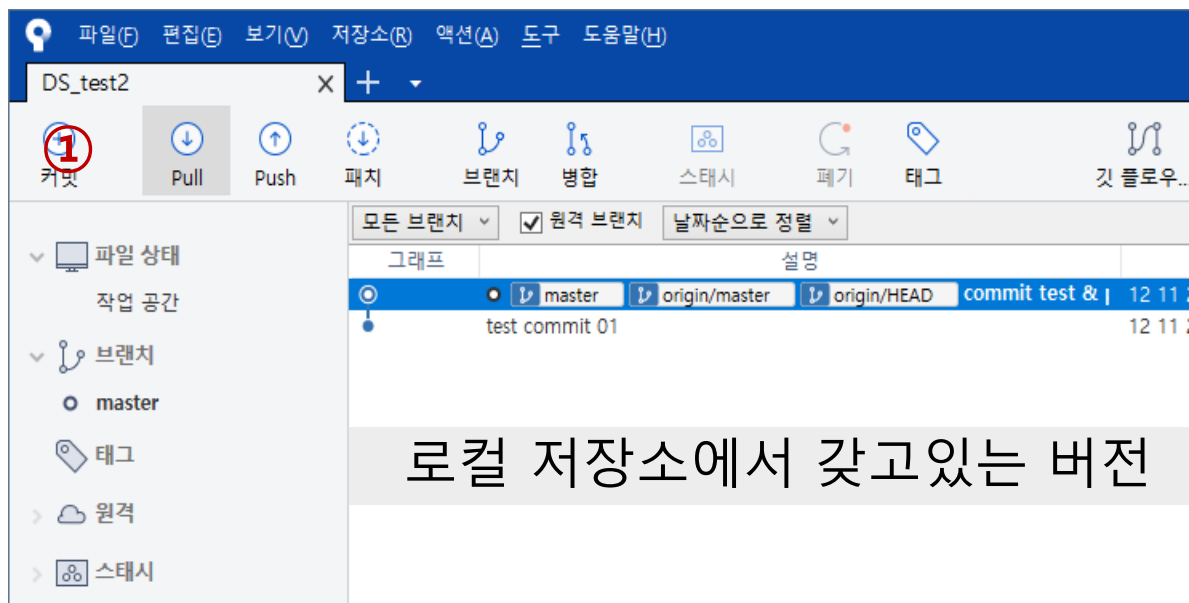 파일(F) 편집(E) 보기(V) 저장소(R) 액션(A) 도구 도움말(H)
DS_test2
①
커밋 Pull Push 패치 브랜치 병합 스태시 폐기 태그 깃 플로우...
모든 브랜치 원격 브랜치 날짜순으로 정렬
파일 상태
작업 공간
브랜치
master
태그
원격
스태시
그래프 설명
master origin/master origin/HEAD commit test & 12 11
test commit 01 12 11
로컬 저장소에서 갖고있는 버전